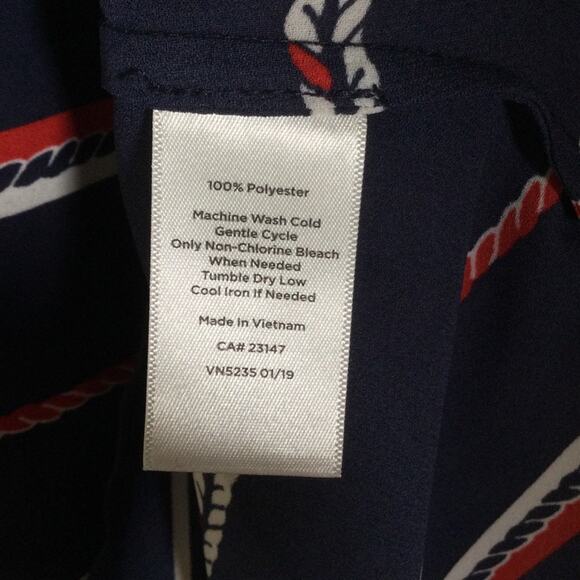 100% Polyester
Machine Wash Cold
Gentle Cycle
Only Non-Chlorine Bleach
When Needed
Tumble Dry Low
Cool Iron If Needed
Made In Vietnam
CA# 23147
VN5235 01/19